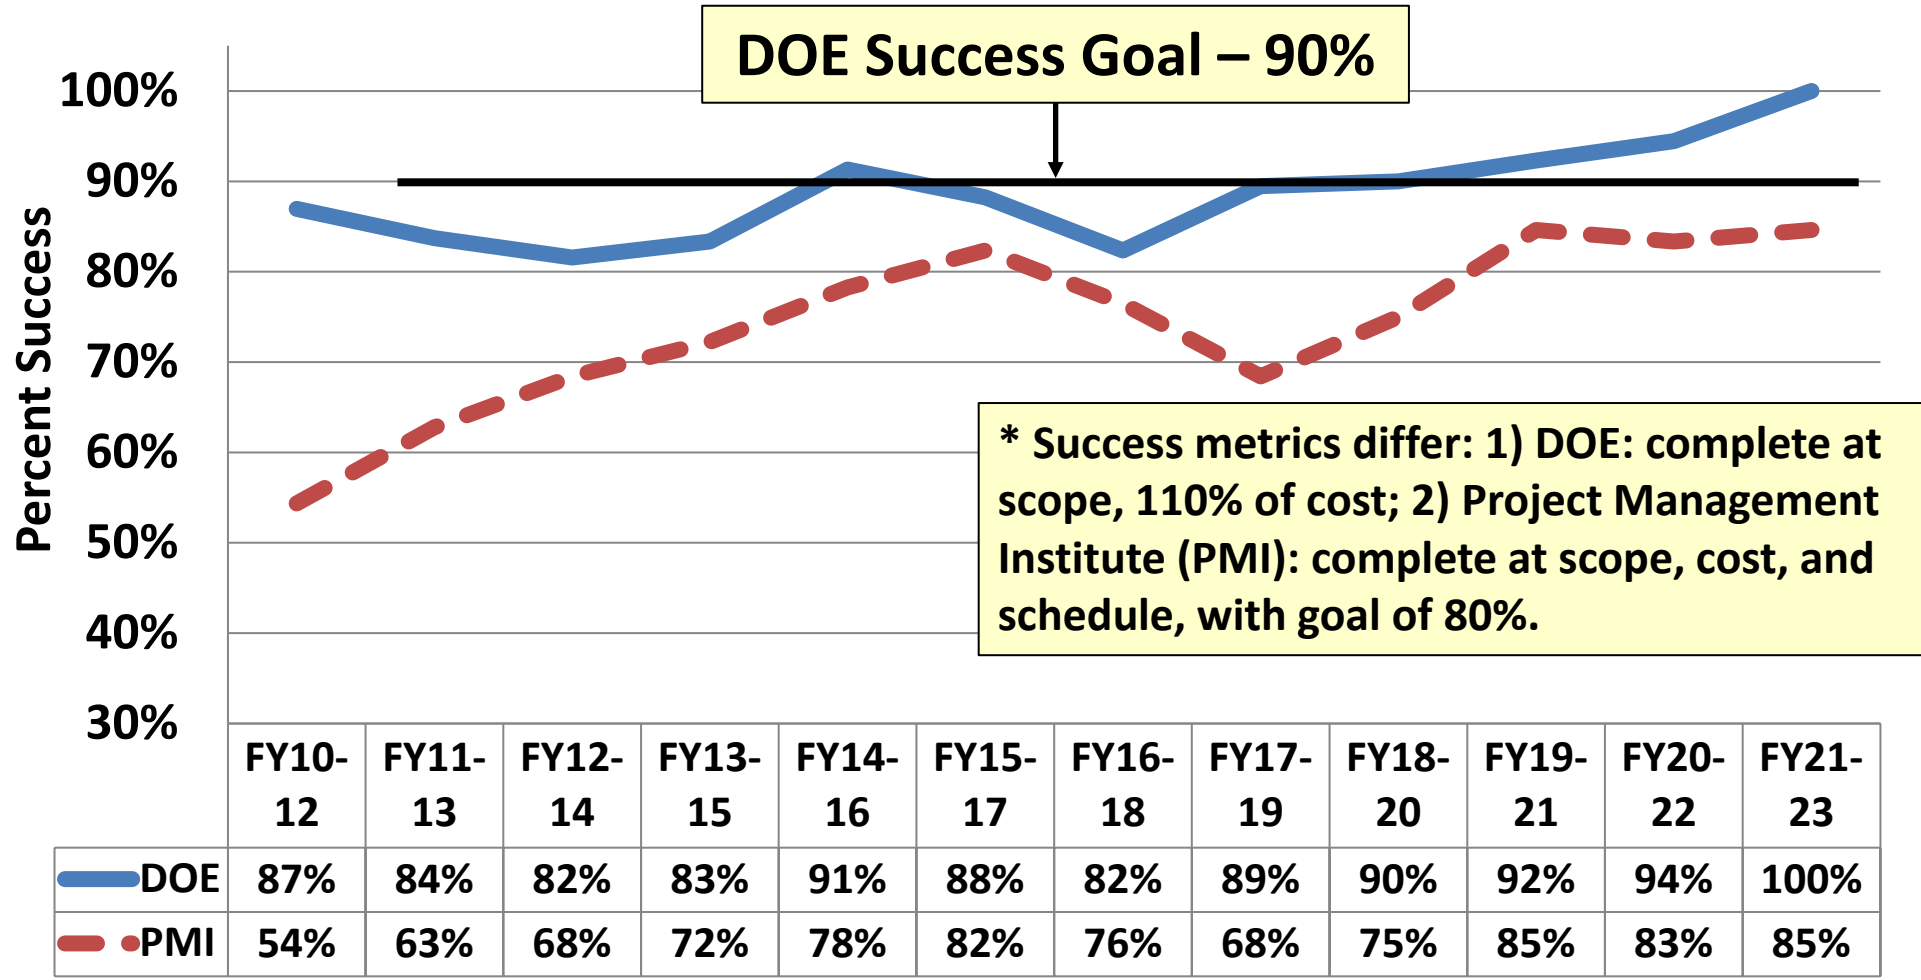 DOE Success Goal – 90%
100%
90%
80%
70%
60%
50%
40%
30%
Percent Success
* Success metrics differ: 1) DOE: complete at
scope, 110% of cost; 2) Project Management
Institute (PMI): complete at scope, cost, and
schedule, with goal of 80%.
FY10- FY11- FY12- FY13- FY14- FY15- FY16- FY17- FY18- FY19- FY20- FY21-
12 13 14 15 16 17 18 19 20 21 22 23
DOE 87% 84% 82% 83% 91% 88% 82% 89% 90% 92% 94% 100%
PMI 54% 63% 68% 72% 78% 82% 76% 68% 75% 85% 83% 85%